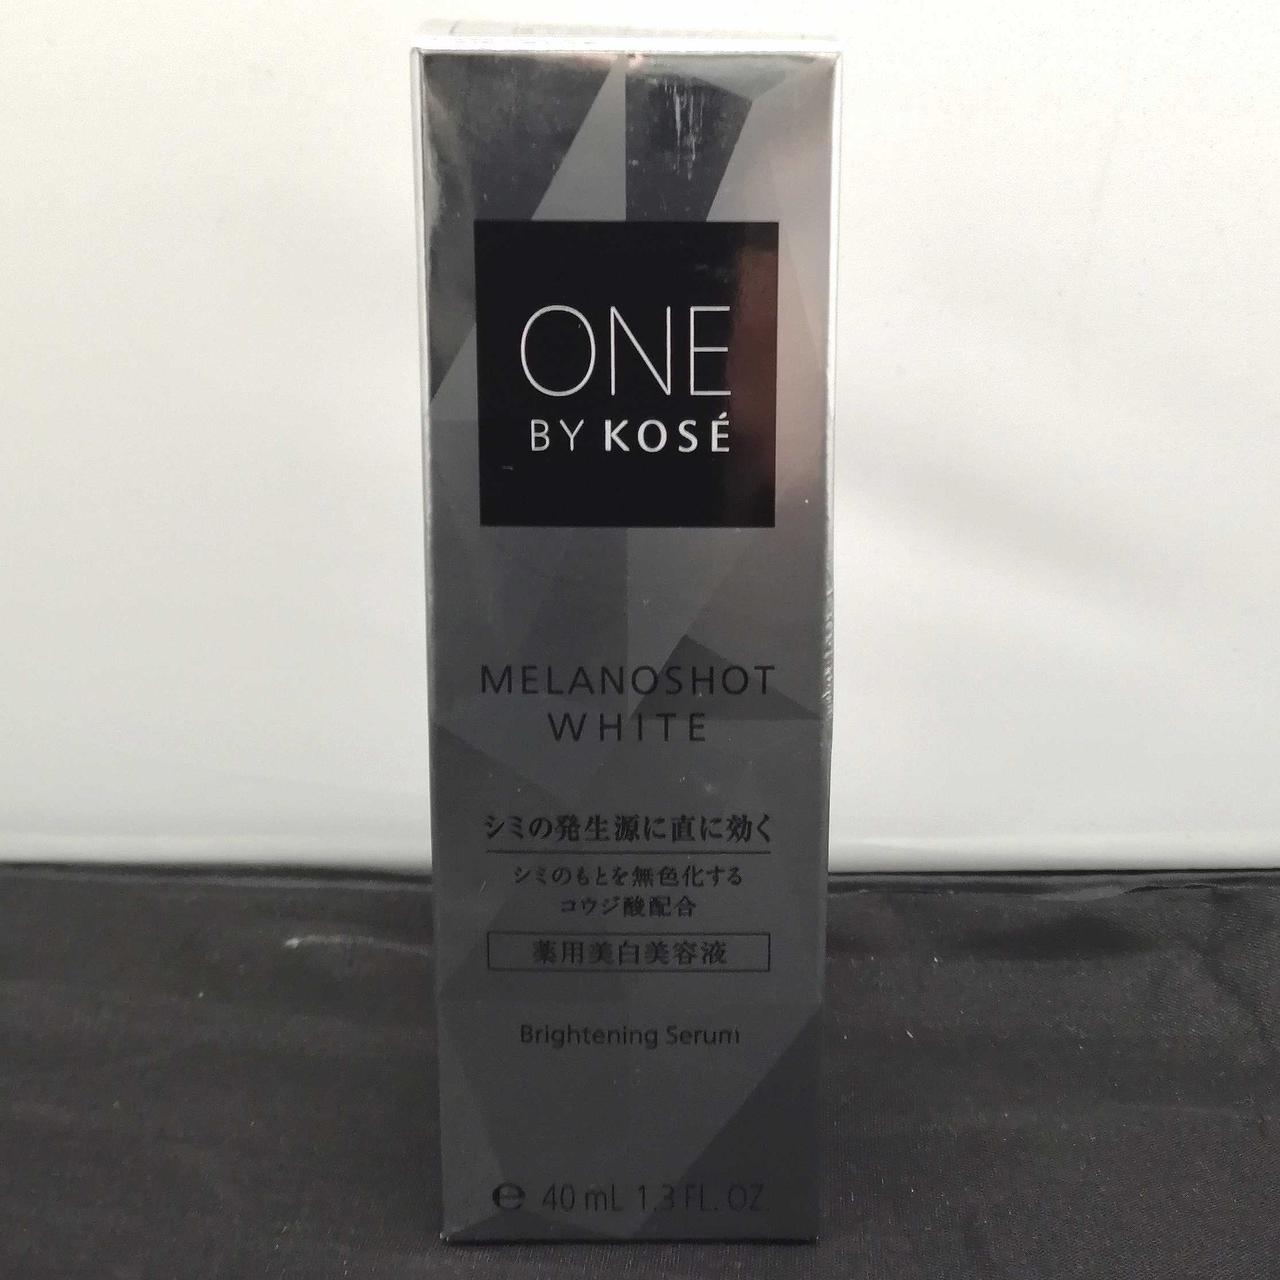 ONE
BY KOSÉ
MELANOSHOT
WHITE
シミの発生源に直に効く
シミのもとを無色化する
コウジ酸配合
薬用美白美容液
Brightening Serum
℮ 40 mL 1.3 FL. OZ.